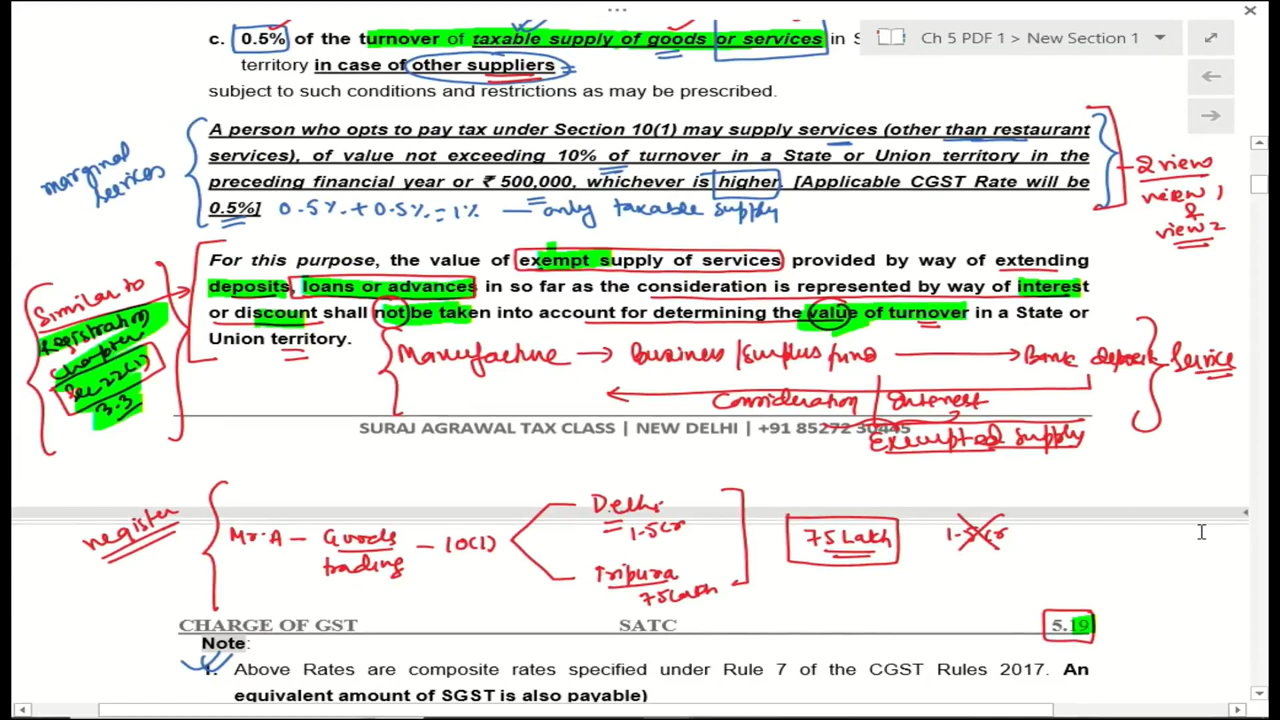 Ch 5 PDF 1 > New Section 1
c. 0.5% of the turnover of taxable supply of goods or services in S
territory in case of other suppliers
subject to such conditions and restrictions as may be prescribed.
marginal
services
A person who opts to pay tax under Section 10(1) may supply services (other than restaurant
services), of value not exceeding 10% of turnover in a State or Union territory in the
preceding financial year or ₹ 500,000, whichever is higher. [Applicable CGST Rate will be
0.5%] 0.5% + 0.5% = 1% — only taxable supply
2 view
view 1
&
view 2
For this purpose, the value of exempt supply of services provided by way of extending
deposits, loans or advances in so far as the consideration is represented by way of interest
or discount shall not be taken into account for determining the value of turnover in a State or
Union territory.
Similar to
Registration
Chapter
Sec 22(1)
3.3
Manufacture → business/surplus fund → Bank deposit Service
Consideration Interest
SURAJ AGRAWAL TAX CLASS | NEW DELHI | +91 85272 30445
Exempted supply
register
Mr. A – Goods trading – 10(1)
Delhi
= 1.5 Cr
Tripura
75 Lakh
75 Lakh 1.5 Cr
CHARGE OF GST SATC 5.19
Note:
1. Above Rates are composite rates specified under Rule 7 of the CGST Rules 2017. An
equivalent amount of SGST is also payable)